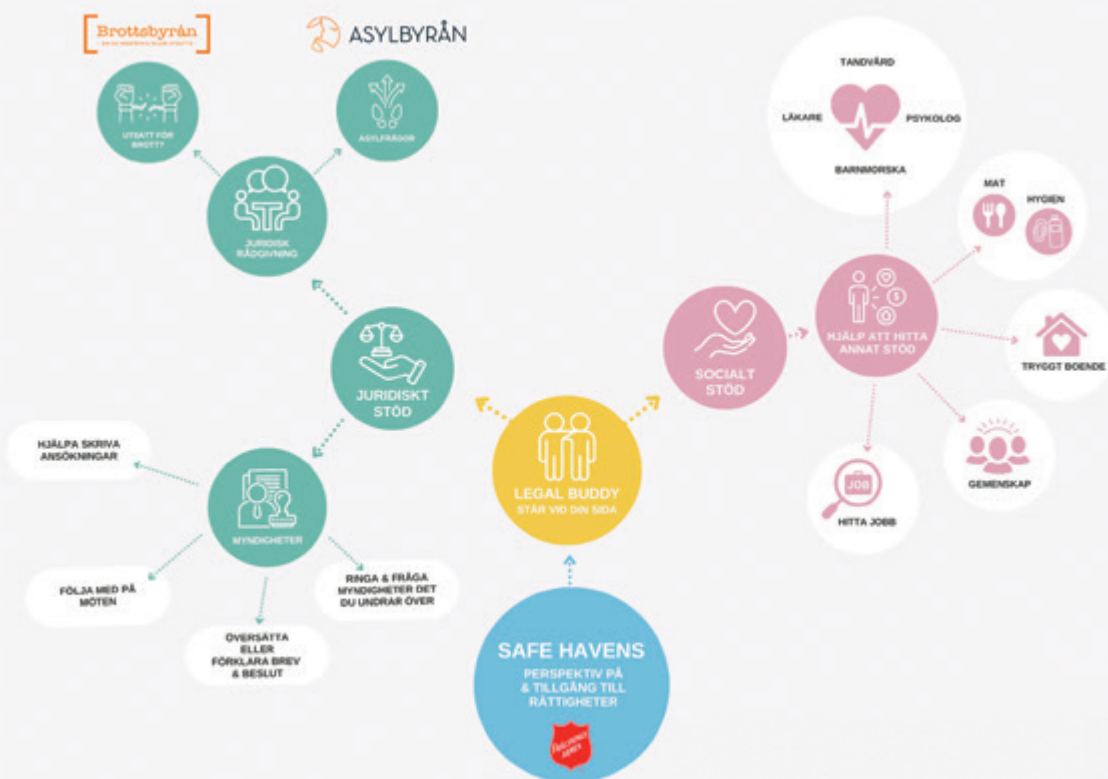 Brottsbyrån
ASYLBYRÅN
UTSATT FÖR
BROTT?
ASYLFRÅGOR
JURIDISK
RÅDGIVNING
JURIDISKT
STÖD
MYNDIGHETER
HJÄLPA SKRIVA
ANSÖKNINGAR
FÖLJA MED PÅ
MÖTEN
ÖVERSÄTTA
ELLER
FÖRKLARA BREV
& BESLUT
RINGA & FRÅGA
MYNDIGHETER DET
DU UNDRAR ÖVER
LEGAL BUDDY
STÅR VID DIN SIDA
SAFE HAVENS
PERSPEKTIV PÅ
& TILLGÅNG TILL
RÄTTIGHETER
FRÄLSNINGS
ARMÉN
SOCIALT
STÖD
HJÄLP ATT HITTA
ANNAT STÖD
$
TANDVÅRD
LÄKARE
PSYKOLOG
BARNMORSKA
MAT
HYGIEN
TRYGGT BOENDE
GEMENSKAP
JOB
HITTA JOBB